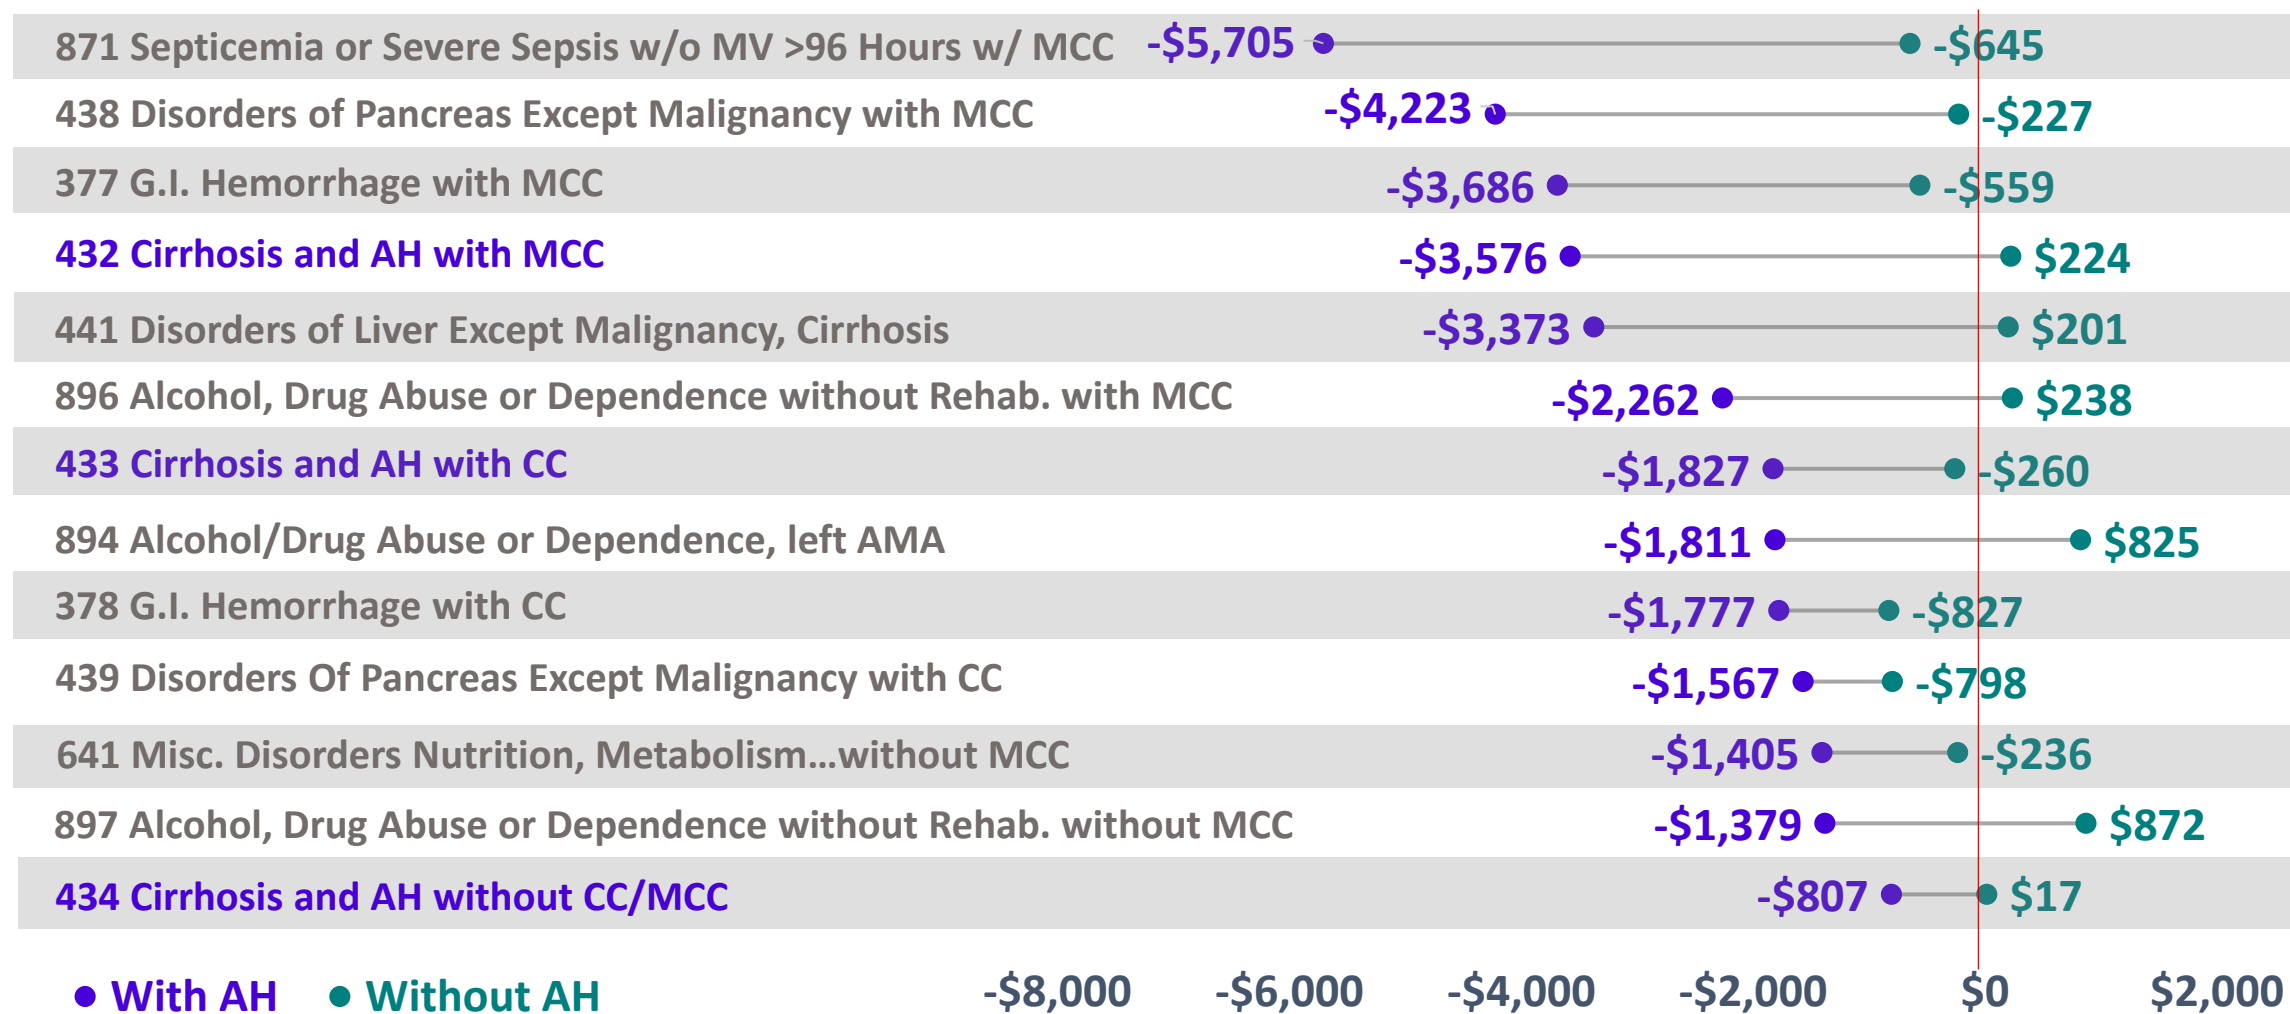 871 Septicemia or Severe Sepsis w/o MV >96 Hours w/ MCC -$5,705 -$645
438 Disorders of Pancreas Except Malignancy with MCC -$4,223 -$227
377 G.I. Hemorrhage with MCC -$3,686 -$559
432 Cirrhosis and AH with MCC -$3,576 $224
441 Disorders of Liver Except Malignancy, Cirrhosis -$3,373 $201
896 Alcohol, Drug Abuse or Dependence without Rehab. with MCC -$2,262 $238
433 Cirrhosis and AH with CC -$1,827 -$260
894 Alcohol/Drug Abuse or Dependence, left AMA -$1,811 $825
378 G.I. Hemorrhage with CC -$1,777 -$827
439 Disorders Of Pancreas Except Malignancy with CC -$1,567 -$798
641 Misc. Disorders Nutrition, Metabolism...without MCC -$1,405 -$236
897 Alcohol, Drug Abuse or Dependence without Rehab. without MCC -$1,379 $872
434 Cirrhosis and AH without CC/MCC -$807 $17
With AH Without AH -$8,000 -$6,000 -$4,000 -$2,000 $0 $2,000